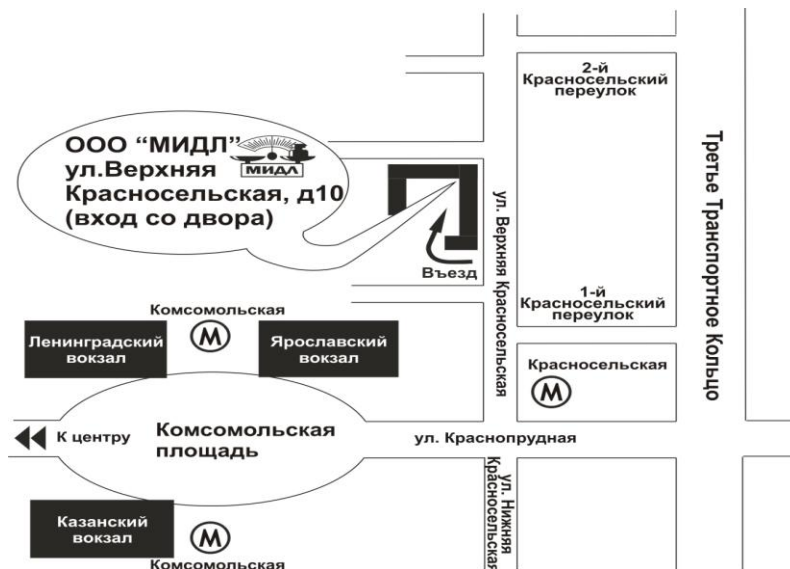 2-й
Красносельский
переулок
ООО “МИДЛ”
ул.Верхняя
Красносельская, д10
(вход со двора)
МИДЛ
Третье Транспортное Кольцо
ул. Верхняя Красносельская
Въезд
1-й
Красносельский
переулок
Комсомольская
М
Ленинградский
вокзал
Ярославский
вокзал
Красносельская
М
К центру
Комсомольская
площадь
ул. Краснопрудная
ул. Нижняя
Красносельская
Казанский
вокзал
М
Комсомольская